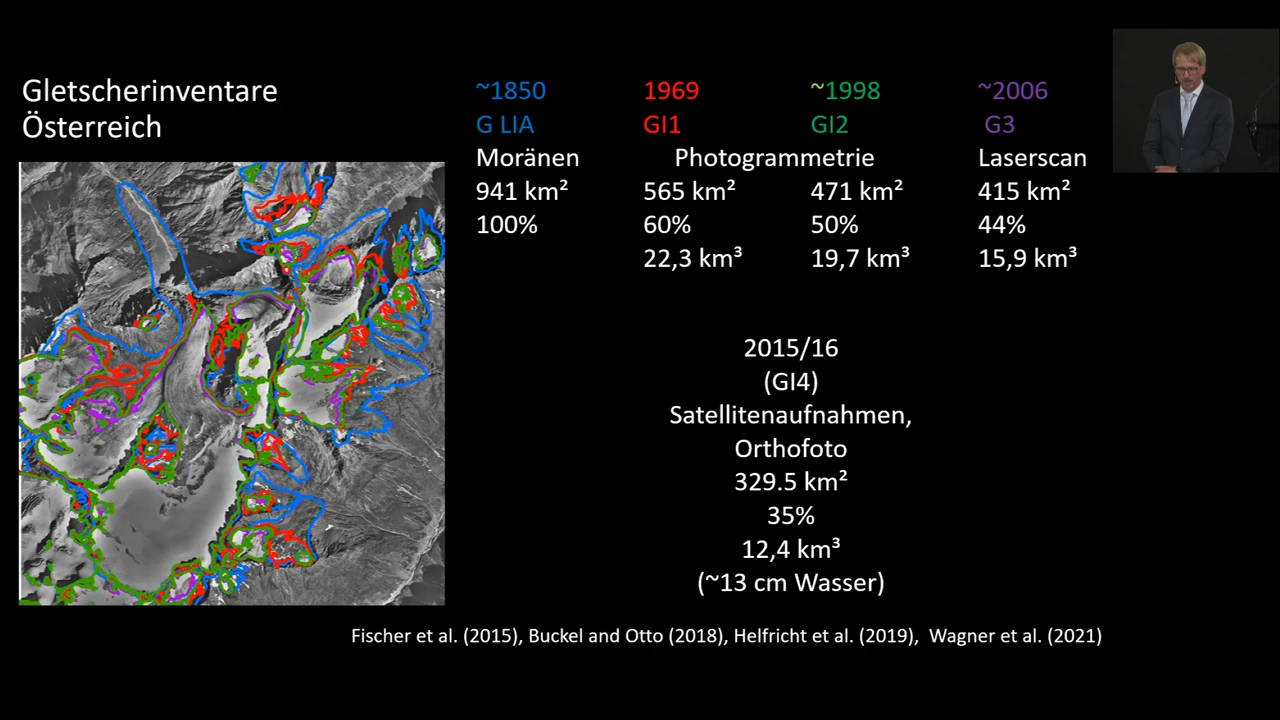 Gletscherinventare
Österreich
~1850 1969 ~1998 ~2006
G LIA GI1 GI2 G3
Moränen Photogrammetrie Laserscan
941 km² 565 km² 471 km² 415 km²
100% 60% 50% 44%
22,3 km³ 19,7 km³ 15,9 km³
2015/16
(GI4)
Satellitenaufnahmen,
Orthofoto
329.5 km²
35%
12,4 km³
(~13 cm Wasser)
Fischer et al. (2015), Buckel and Otto (2018), Helfricht et al. (2019), Wagner et al. (2021)